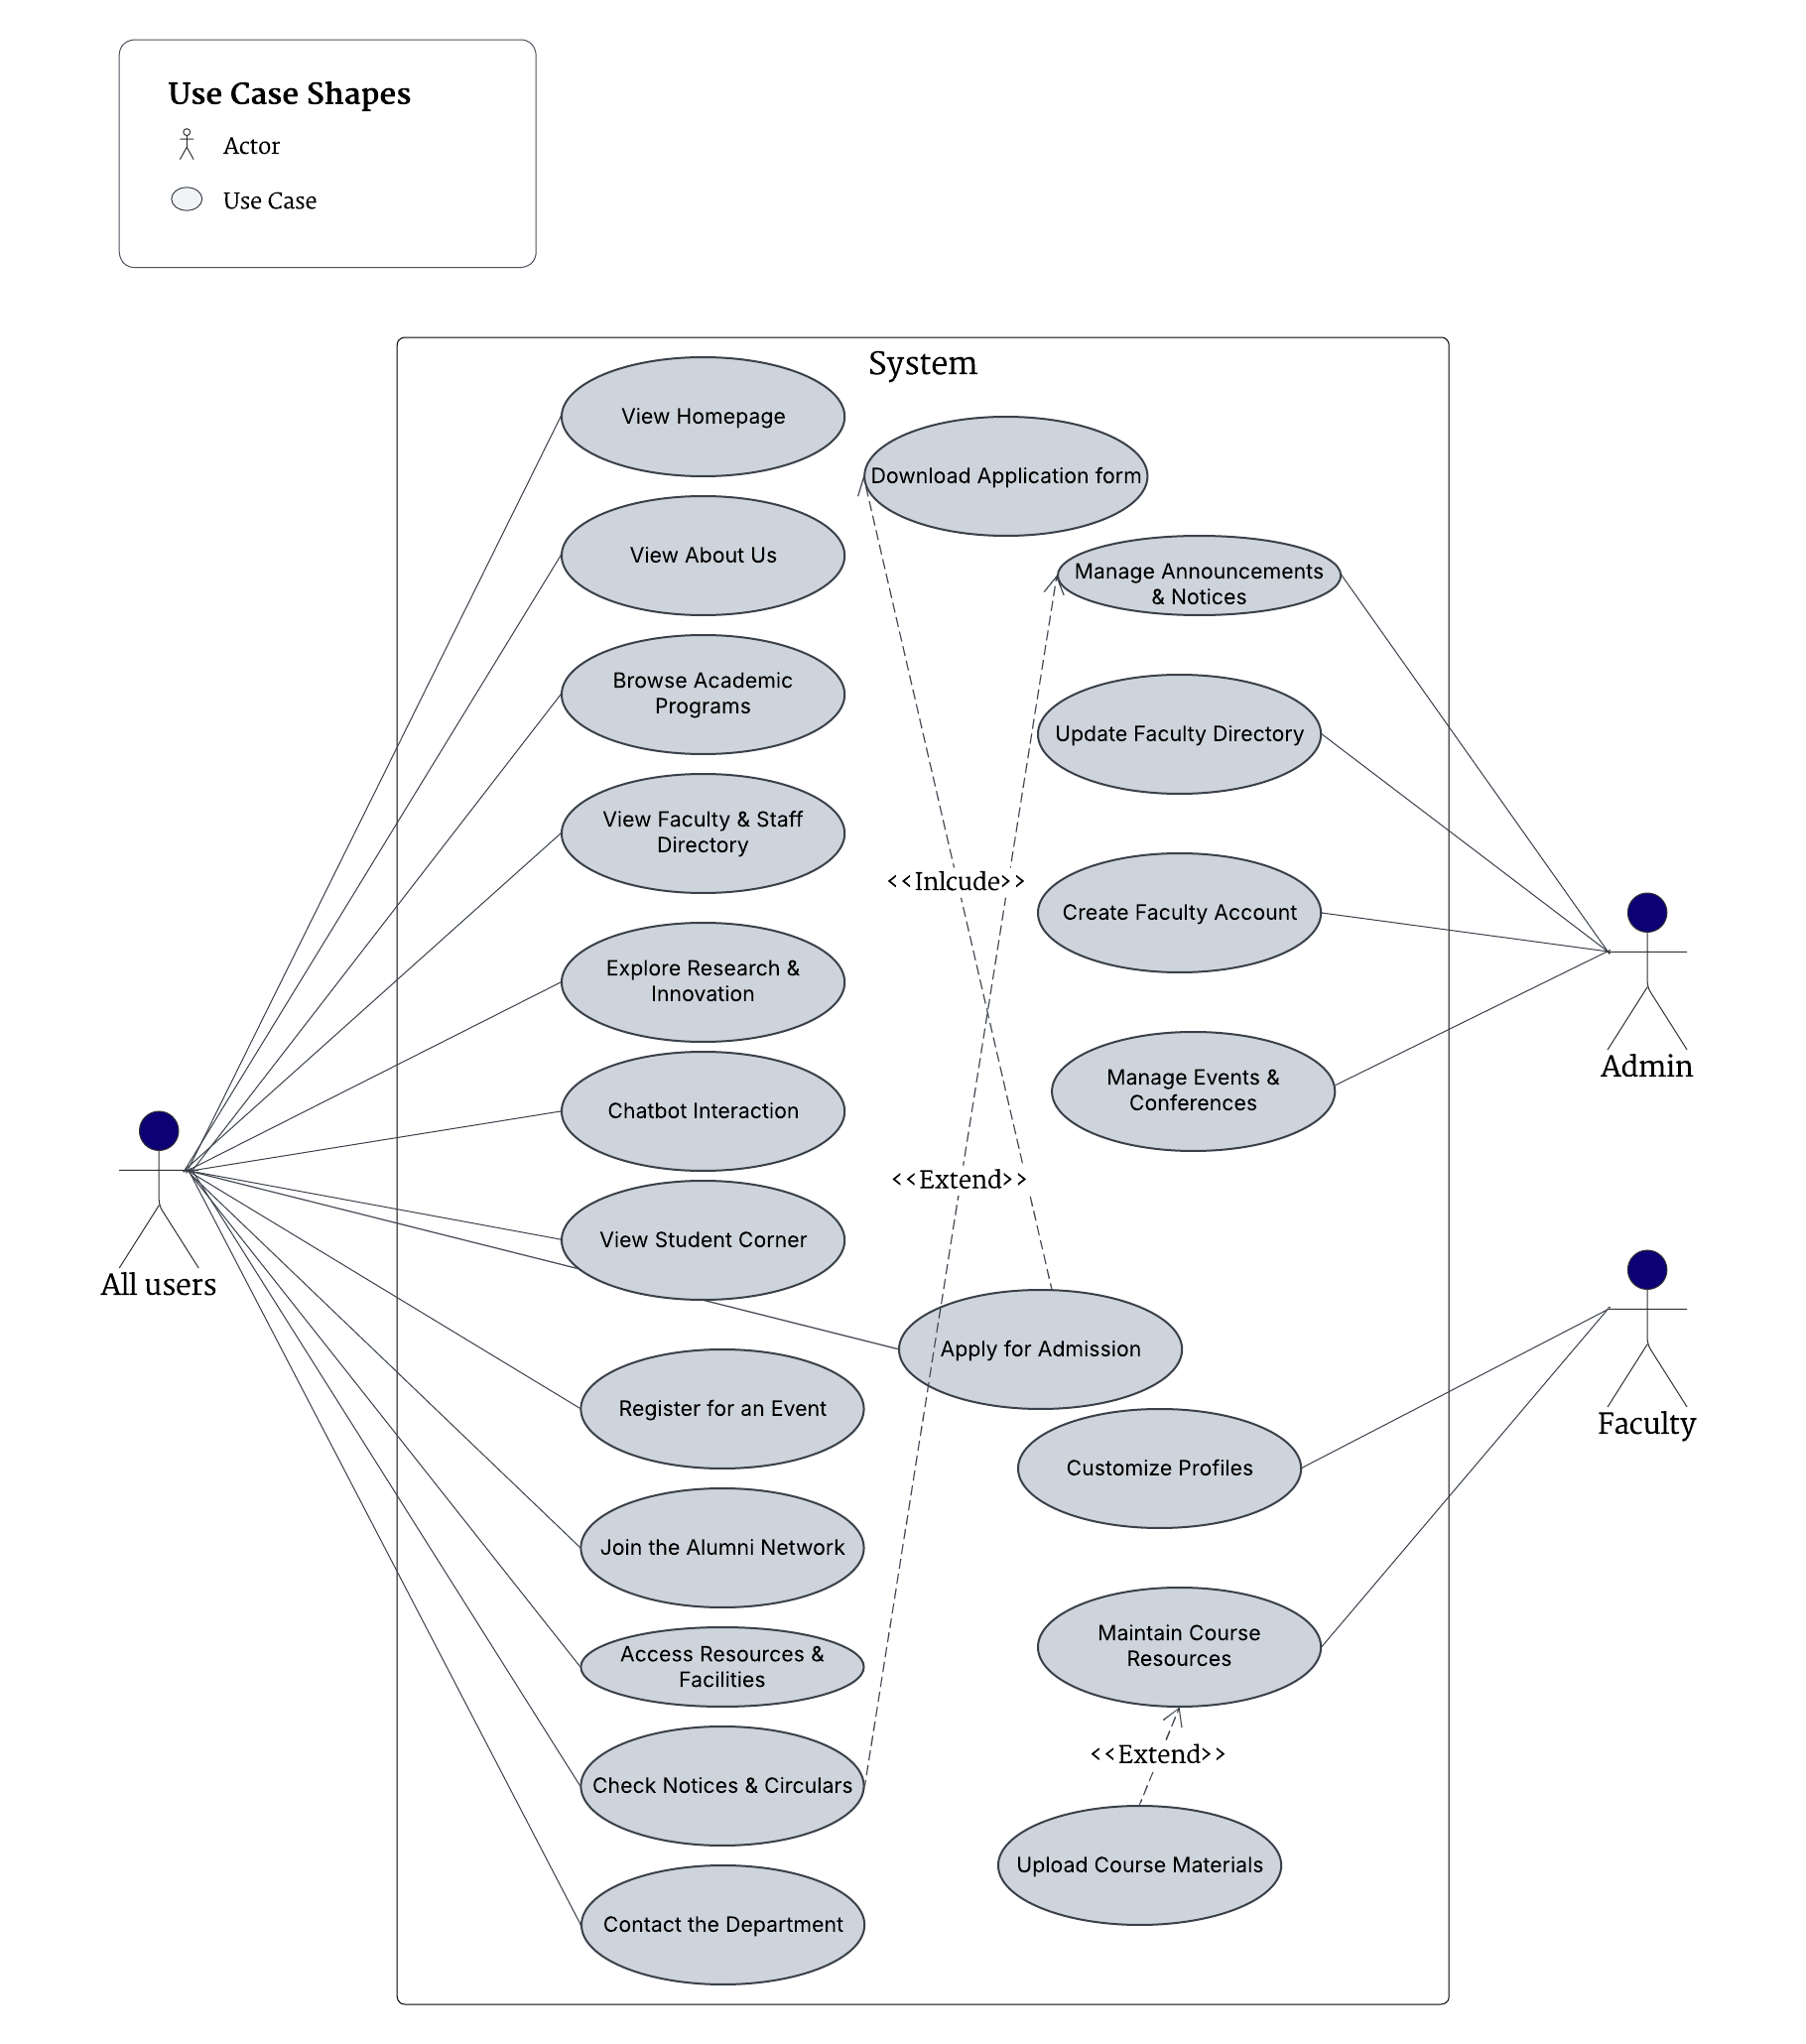 Use Case Shapes
Actor
Use Case
System
View Homepage
Download Application form
View About Us
Manage Announcements
& Notices
Browse Academic
Programs
Update Faculty Directory
View Faculty & Staff
Directory
<<Inlcude>>
Create Faculty Account
Explore Research &
Innovation
Admin
Manage Events &
Conferences
Chatbot Interaction
<<Extend>>
View Student Corner
All users
Apply for Admission
Register for an Event
Faculty
Customize Profiles
Join the Alumni Network
Maintain Course
Resources
Access Resources &
Facilities
<<Extend>>
Check Notices & Circulars
Upload Course Materials
Contact the Department